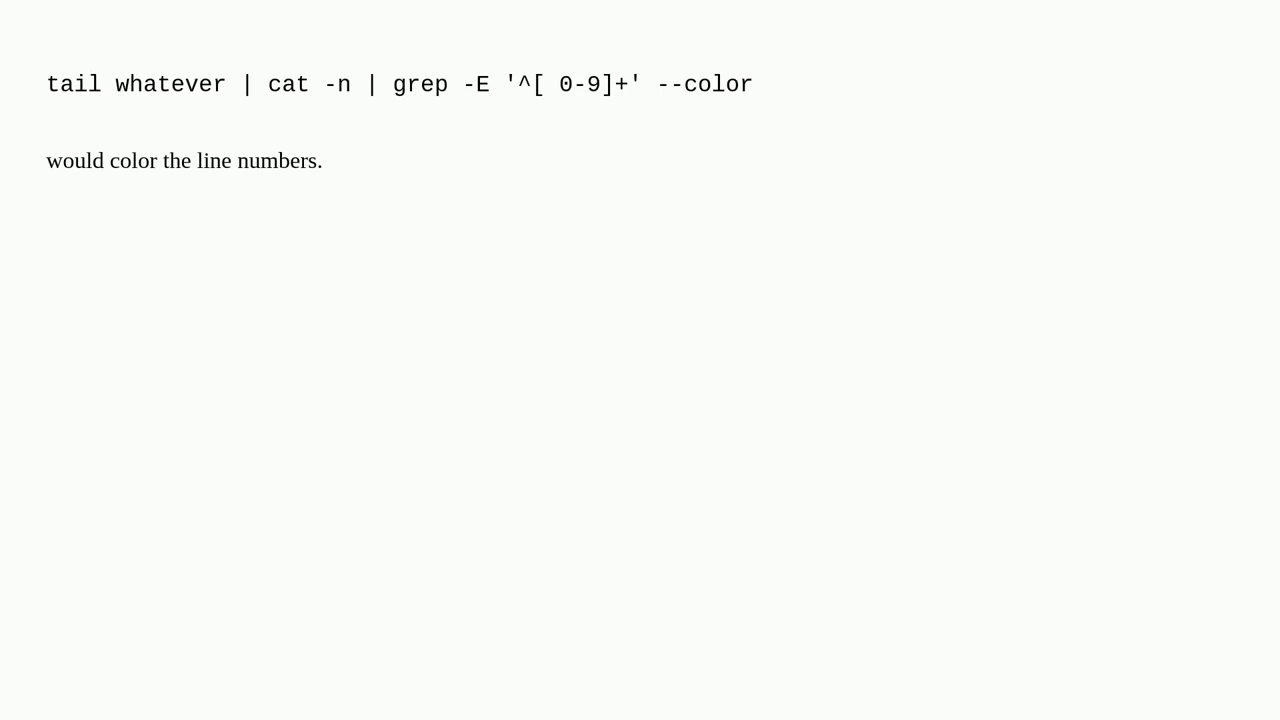 tail whatever | cat -n | grep -E '^[ 0-9]+' --color
would color the line numbers.